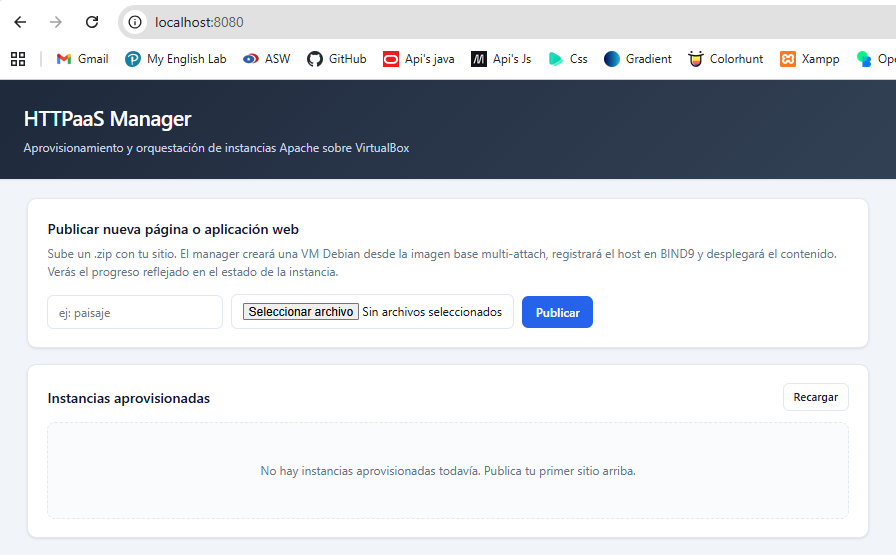 localhost:8080
Gmail
My English Lab
ASW
GitHub
Api's java
Api's Js
Css
Gradient
Colorhunt
Xampp
HTTPaaS Manager
Aprovisionamiento y orquestación de instancias Apache sobre VirtualBox
Publicar nueva página o aplicación web
Sube un .zip con tu sitio. El manager creará una VM Debian desde la imagen base multi-attach, registrará el host en BIND9 y desplegará el contenido.
Verás el progreso reflejado en el estado de la instancia.
ej: paisaje
Seleccionar archivo Sin archivos seleccionados
Publicar
Instancias aprovisionadas
Recargar
No hay instancias aprovisionadas todavía. Publica tu primer sitio arriba.